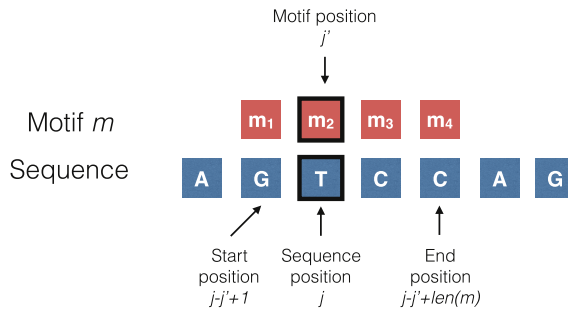 Motif position
j’
Motif m
m1 m2 m3 m4
Sequence
A G T C C A G
Start position
j-j’+1
Sequence position
j
End position
j-j’+len(m)